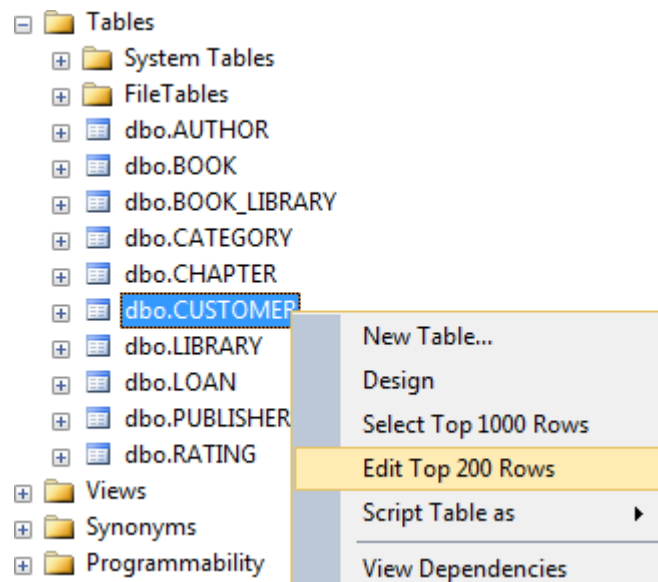 Tables
System Tables
FileTables
dbo.AUTHOR
dbo.BOOK
dbo.BOOK_LIBRARY
dbo.CATEGORY
dbo.CHAPTER
dbo.CUSTOMER
dbo.LIBRARY
dbo.LOAN
dbo.PUBLISHER
dbo.RATING
Views
Synonyms
Programmability
New Table...
Design
Select Top 1000 Rows
Edit Top 200 Rows
Script Table as
View Dependencies